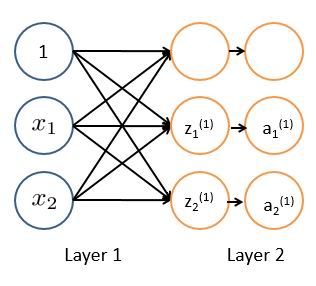 1
x₁ z₁⁽¹⁾ a₁⁽¹⁾
x₂ z₂⁽¹⁾ a₂⁽¹⁾
Layer 1 Layer 2